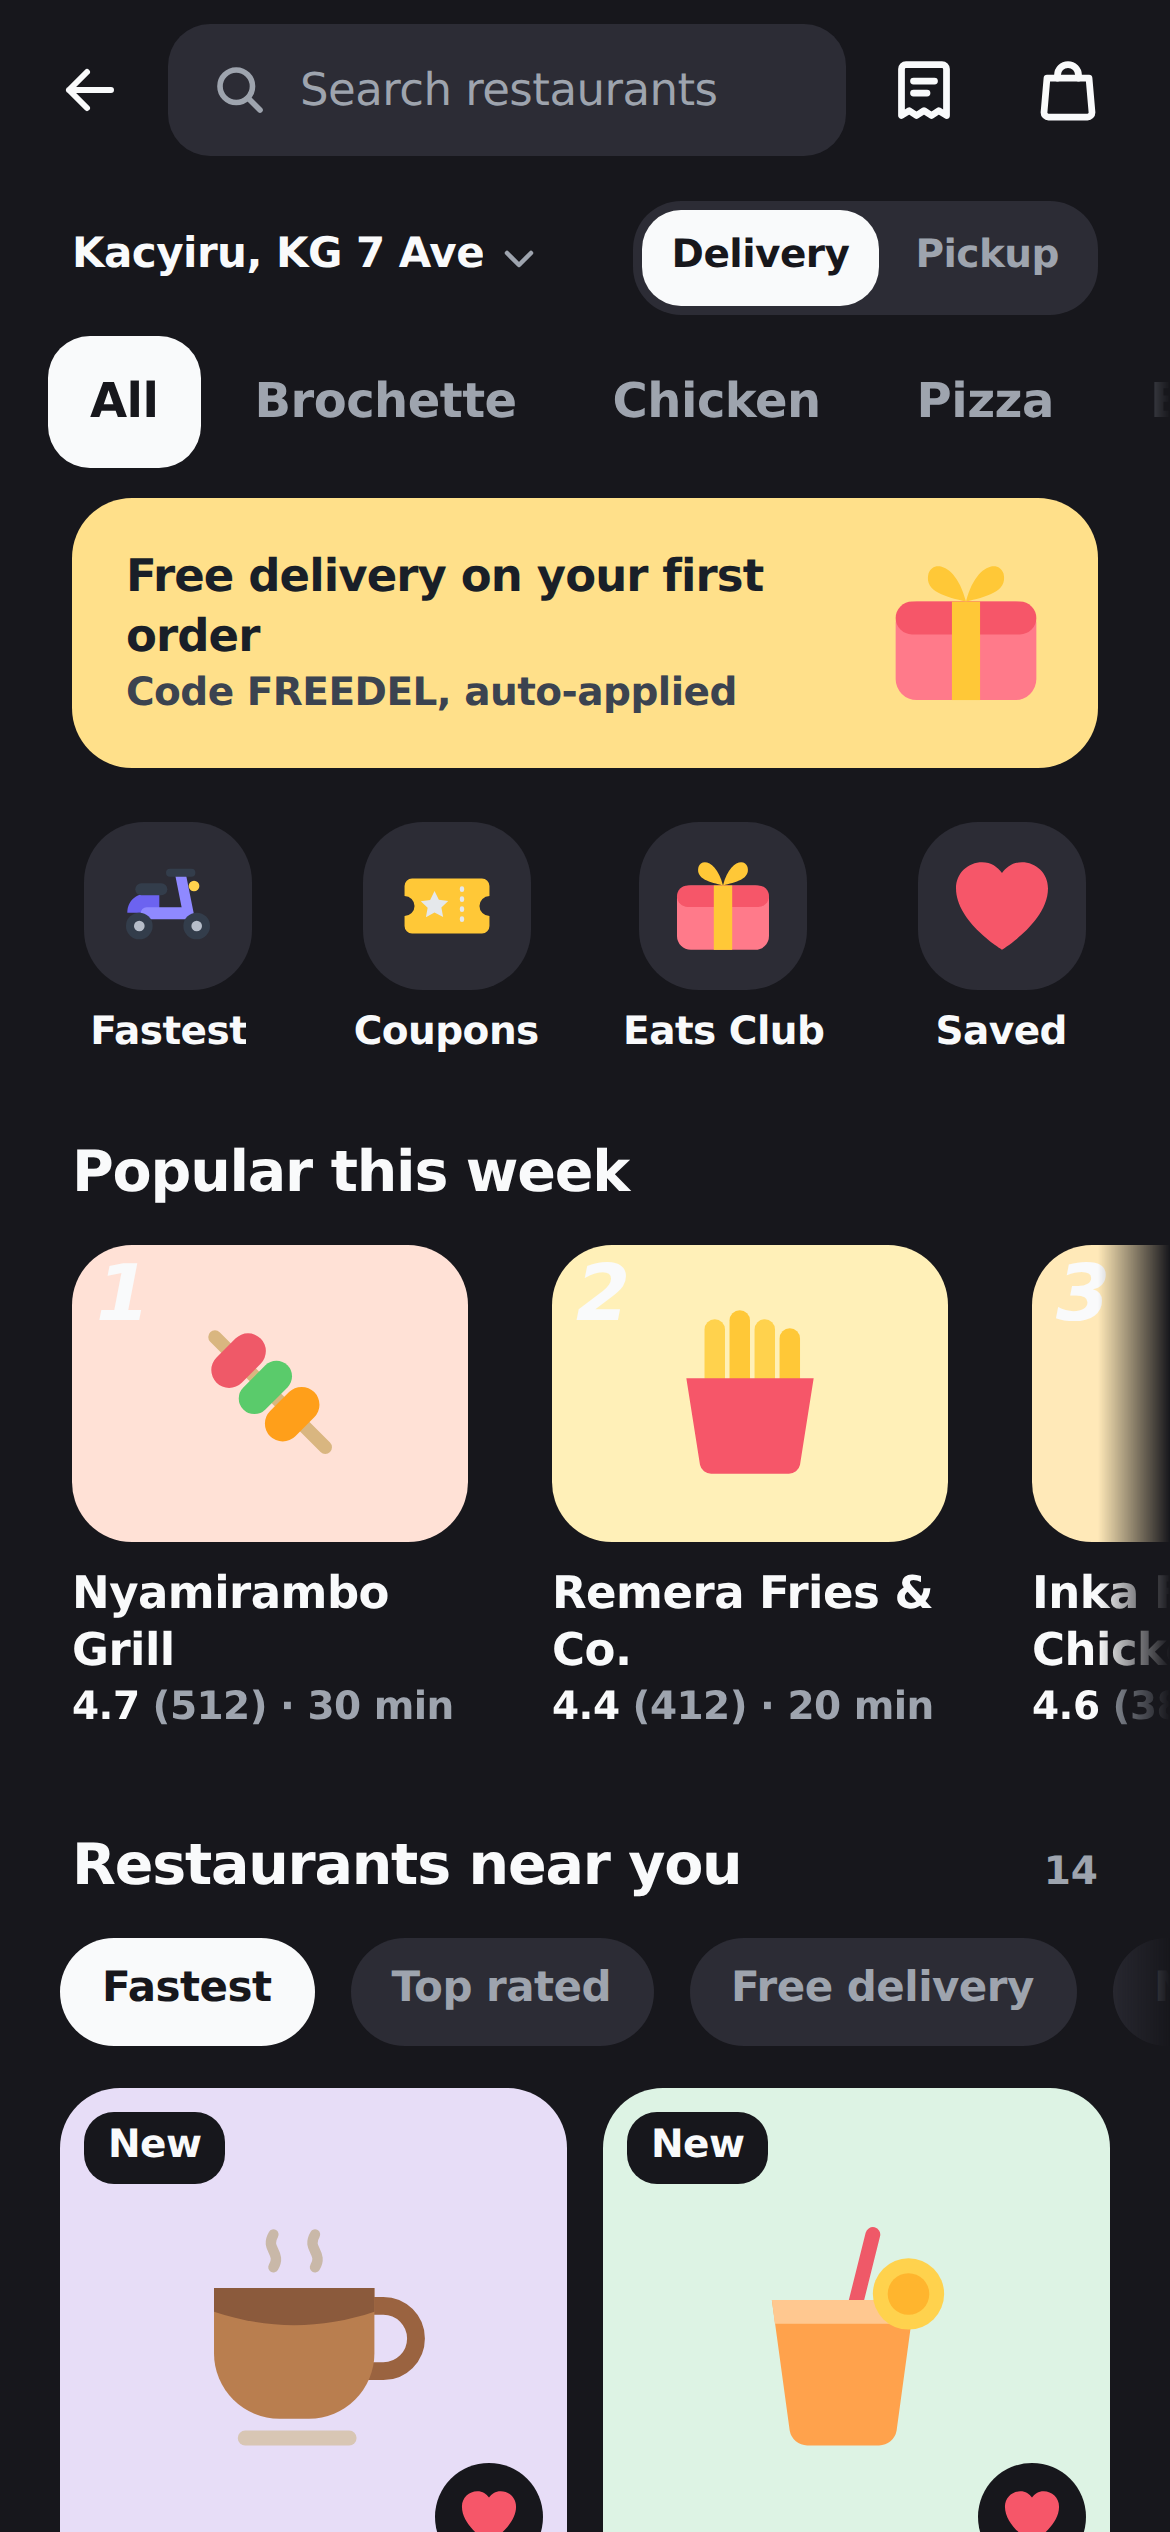 Search restaurants
Kacyiru, KG 7 Ave
Delivery
Pickup
All
Brochette
Chicken
Pizza
Free delivery on your first
order
Code FREEDEL, auto-applied
Fastest
Coupons
Eats Club
Saved
Popular this week
1
2
3
Nyamirambo
Grill
4.7 (512) · 30 min
Remera Fries &
Co.
4.4 (412) · 20 min
Inka
Chick
4.6
Restaurants near you
14
Fastest
Top rated
Free delivery
New
New